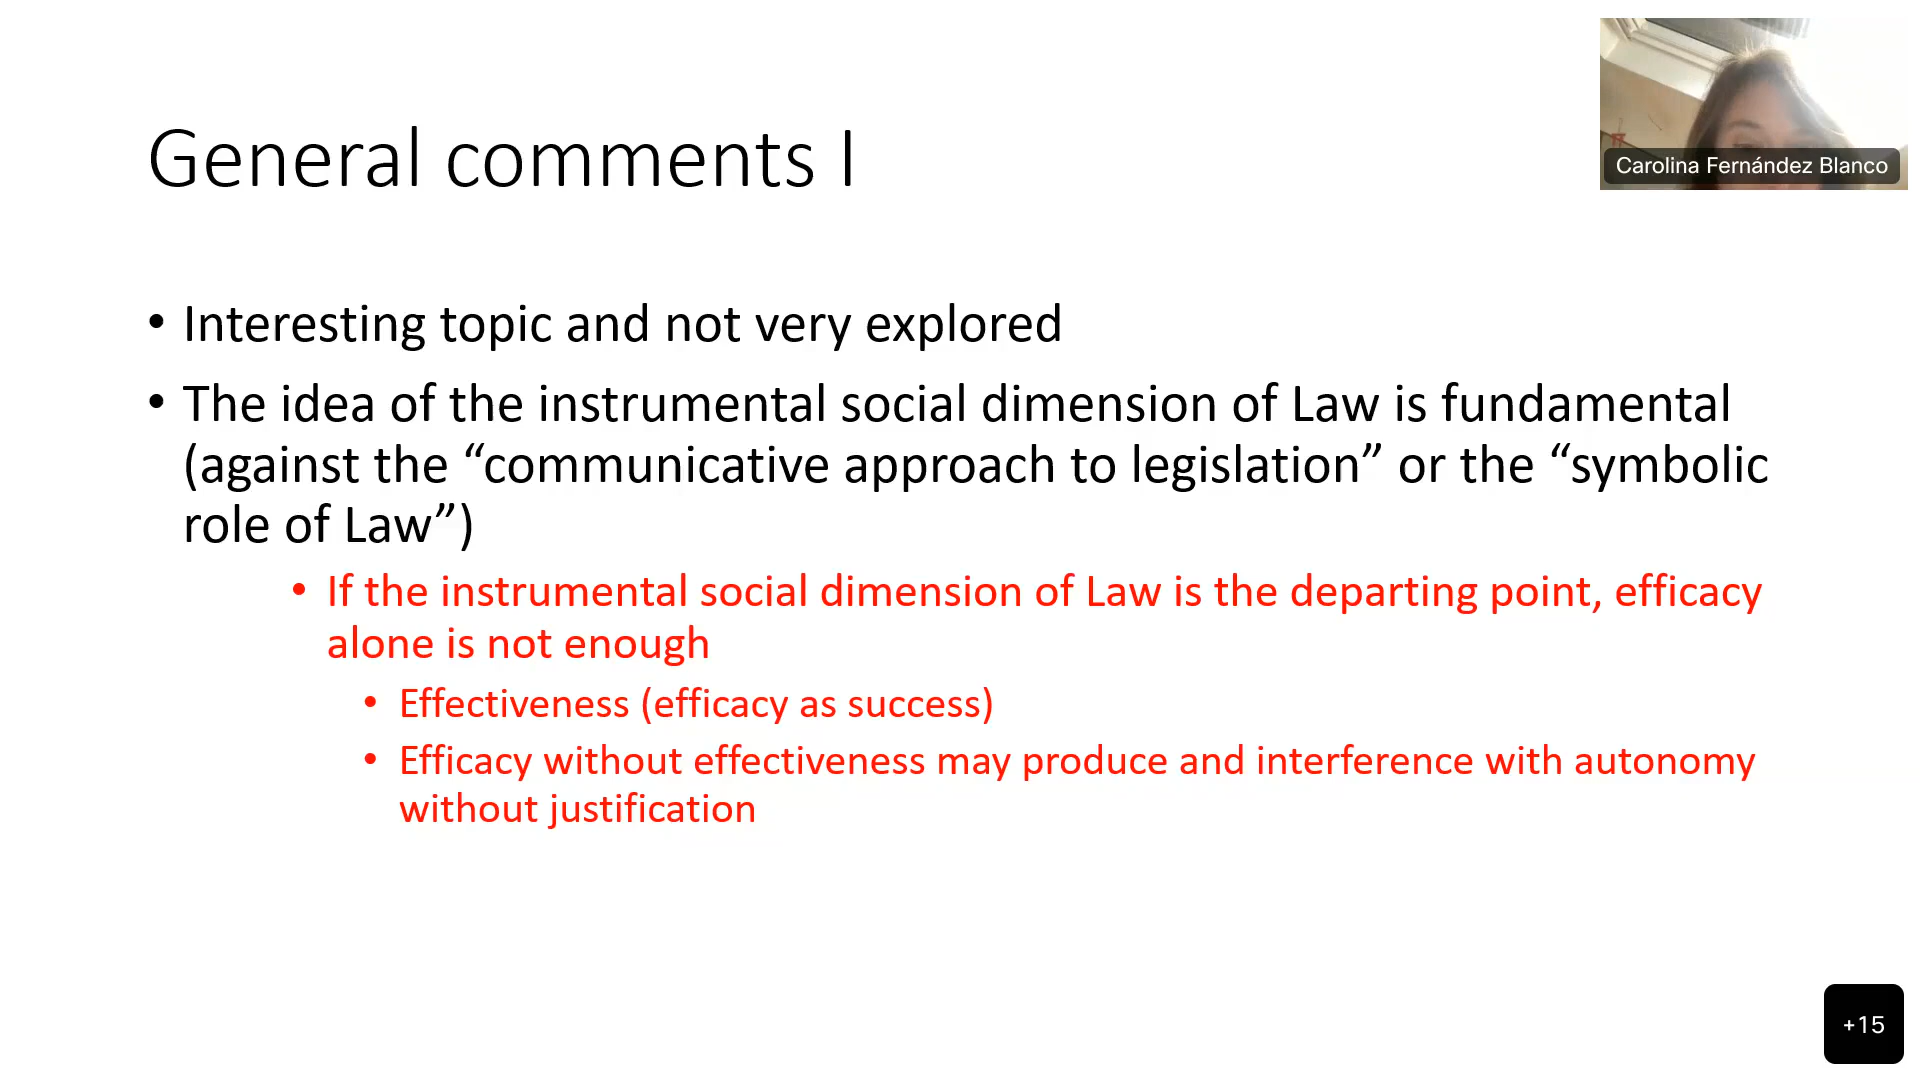 General comments I
Carolina Fernández Blanco
• Interesting topic and not very explored
• The idea of the instrumental social dimension of Law is fundamental
(against the “communicative approach to legislation” or the “symbolic
role of Law”)
• If the instrumental social dimension of Law is the departing point, efficacy
alone is not enough
• Effectiveness (efficacy as success)
• Efficacy without effectiveness may produce and interference with autonomy
without justification
+15